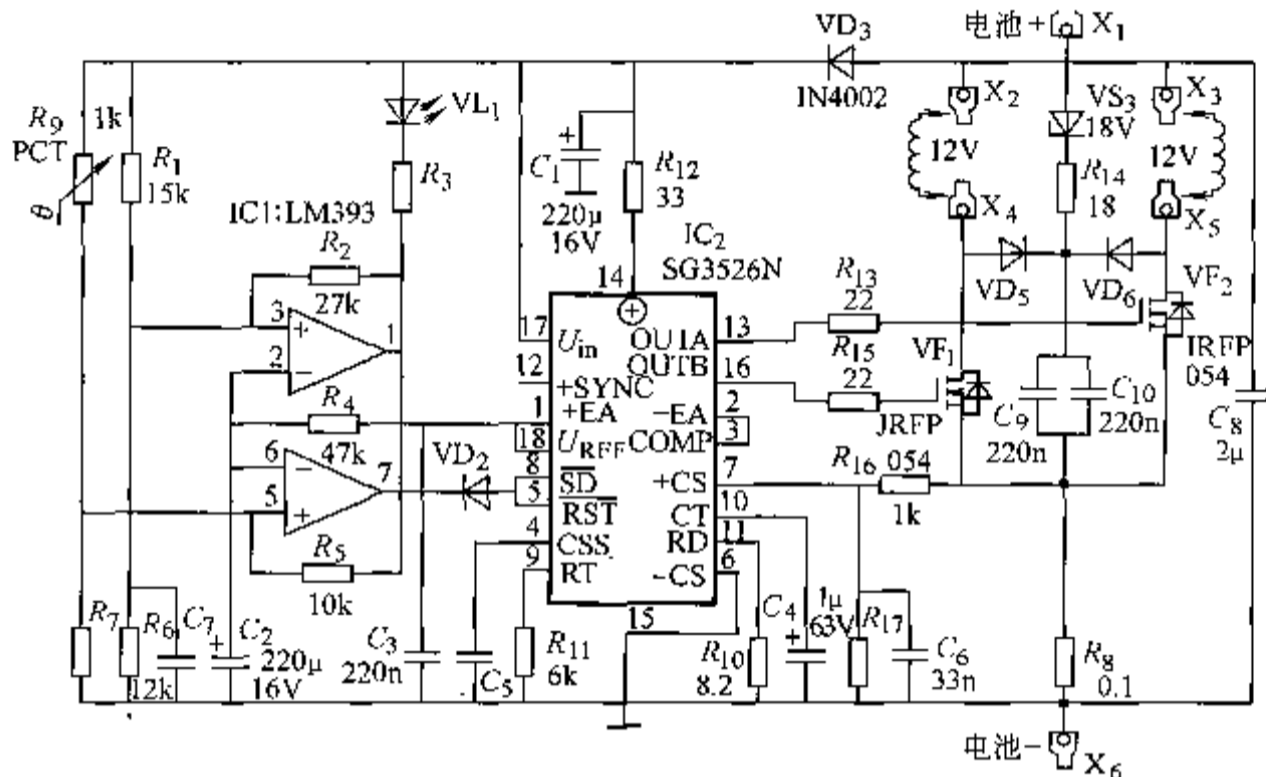 VD3
IN4002
电池+
X1
R9
PCT
θ
1k
R1
15k
VL1
R3
C1
220μ
16V
R12
33
X2
12V
X4
VS3
18V
R14
18
X3
12V
X5
IC1:LM393
R2
27k
3
+
1
2
−
R4
47k
6
−
7
5
+
R5
10k
VD2
IC2
SG3526N
14
17
Uin
12
+SYNC
1
+EA
18
URFF
8
SD
5
RST
4
CSS
9
RT
15
OUIA
13
QUTB
16
−EA
2
COMP
3
+CS
7
CT
10
RD
11
−CS
6
R13
22
R15
22
VD5
VD6
VF2
IRFP
054
VF1
JRFP
054
C9
220n
C10
220n
C8
2μ
R16
1k
R7
R6
12k
C7
C2
+
220μ
16V
C3
220n
C5
R11
6k
R10
8.2
C4
+
1μ
63V
R17
C6
33n
R8
0.1
电池−
X6